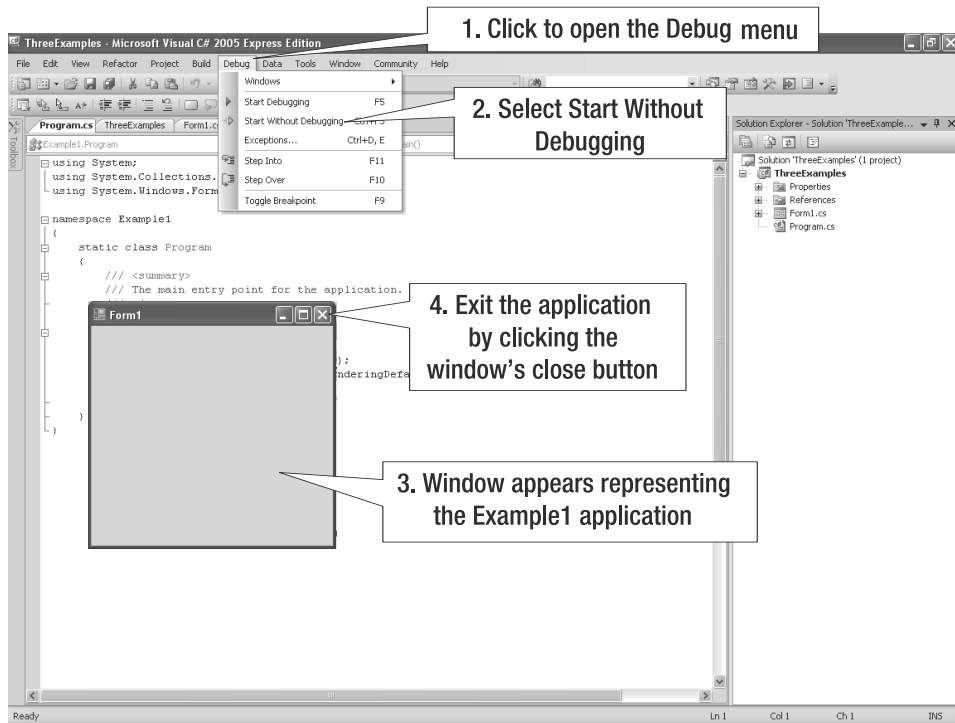 1. Click to open the Debug menu
ThreeExamples - Microsoft Visual C# 2005 Express Edition
File Edit View Refactor Project Build Debug Data Tools Window Community Help
Windows
Start Debugging F5
Start Without Debugging
Exceptions... Ctrl+D, E
Step Into F11
Step Over F10
Toggle Breakpoint F9
2. Select Start Without
Debugging
Toolbox
Program.cs ThreeExamples Form1.c
Example1.Program
ain()
using System;
using System.Collections.
using System.Windows.Form
namespace Example1
{
static class Program
{
/// <summary>
/// The main entry point for the application.
);
nderingDefa
}
}
Form1
4. Exit the application
by clicking the
window's close button
3. Window appears representing
the Example1 application
Solution Explorer - Solution 'ThreeExample...
Solution 'ThreeExamples' (1 project)
ThreeExamples
Properties
References
Form1.cs
Program.cs
Ready Ln 1 Col 1 Ch 1 INS